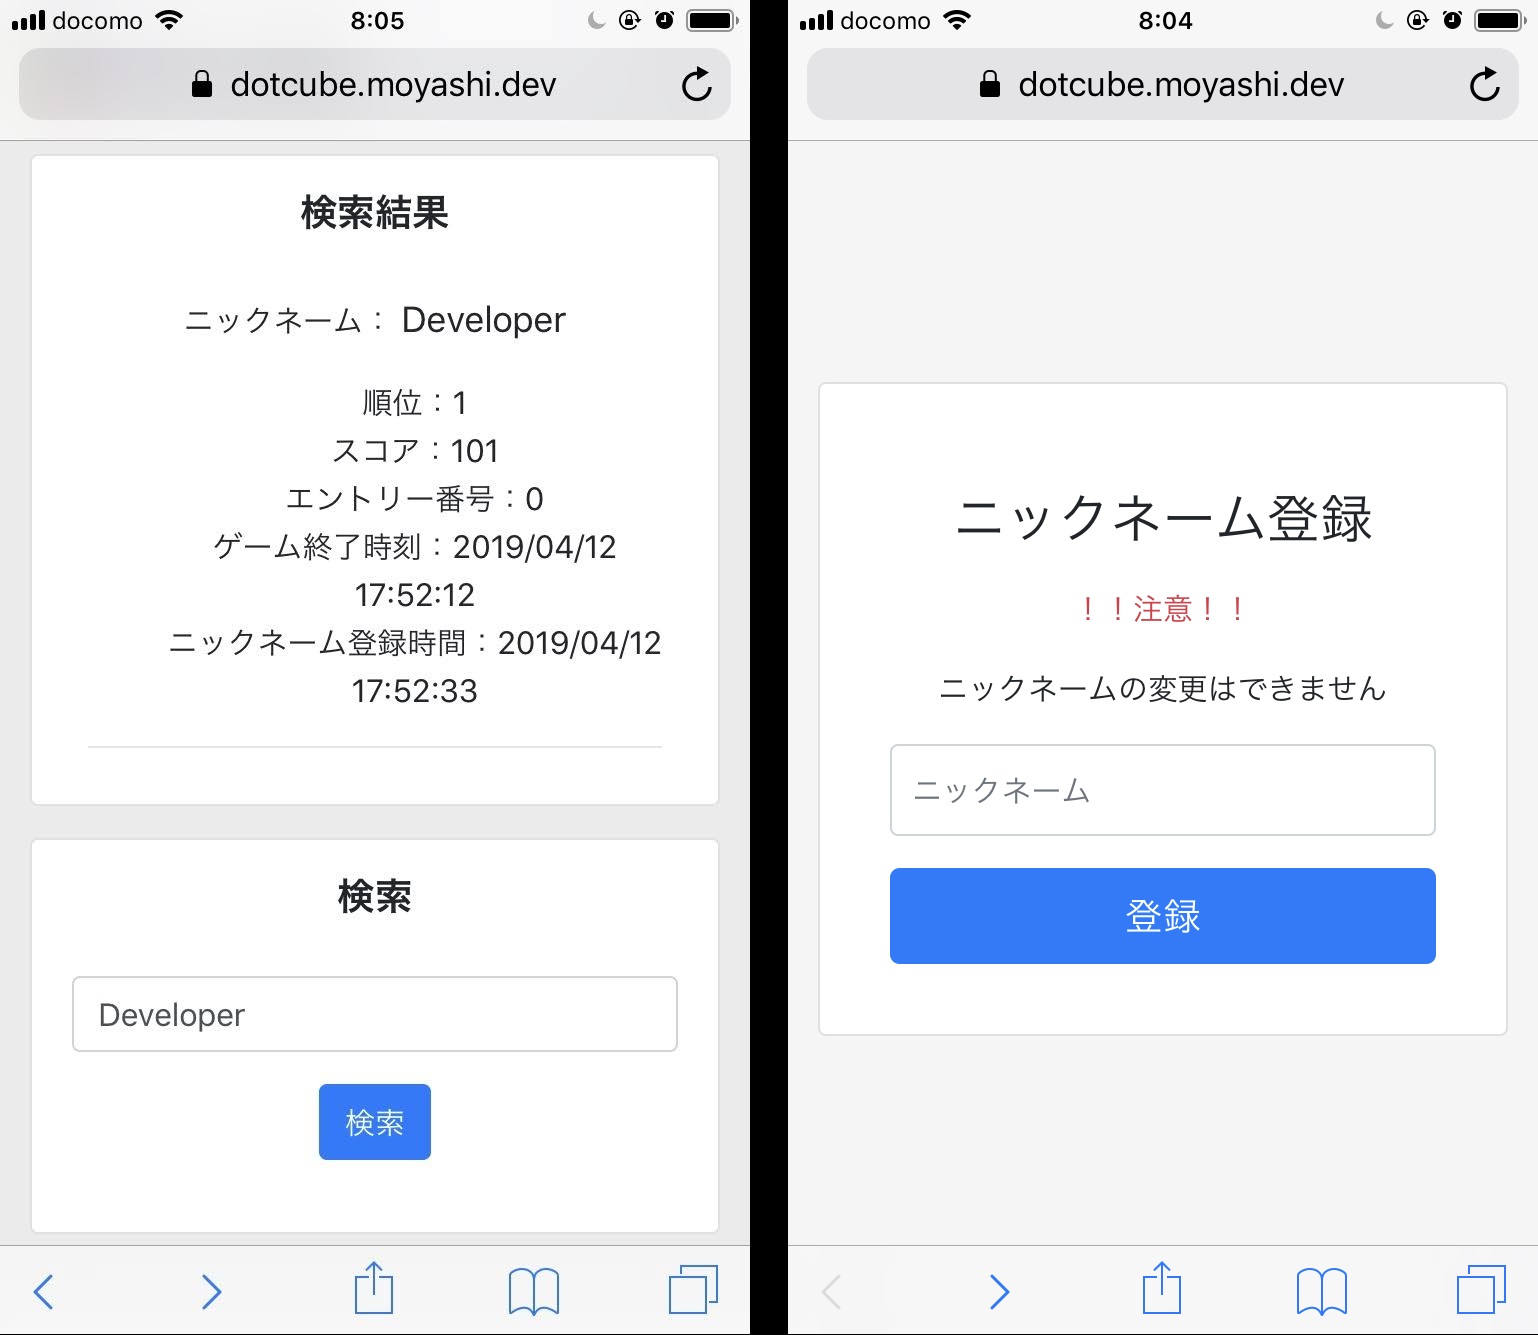 docomo 8:05
dotcube.moyashi.dev
検索結果
ニックネーム： Developer
順位：1
スコア：101
エントリー番号：0
ゲーム終了時刻：2019/04/12
17:52:12
ニックネーム登録時間：2019/04/12
17:52:33
検索
Developer
検索
docomo 8:04
dotcube.moyashi.dev
ニックネーム登録
！！注意！！
ニックネームの変更はできません
ニックネーム
登録